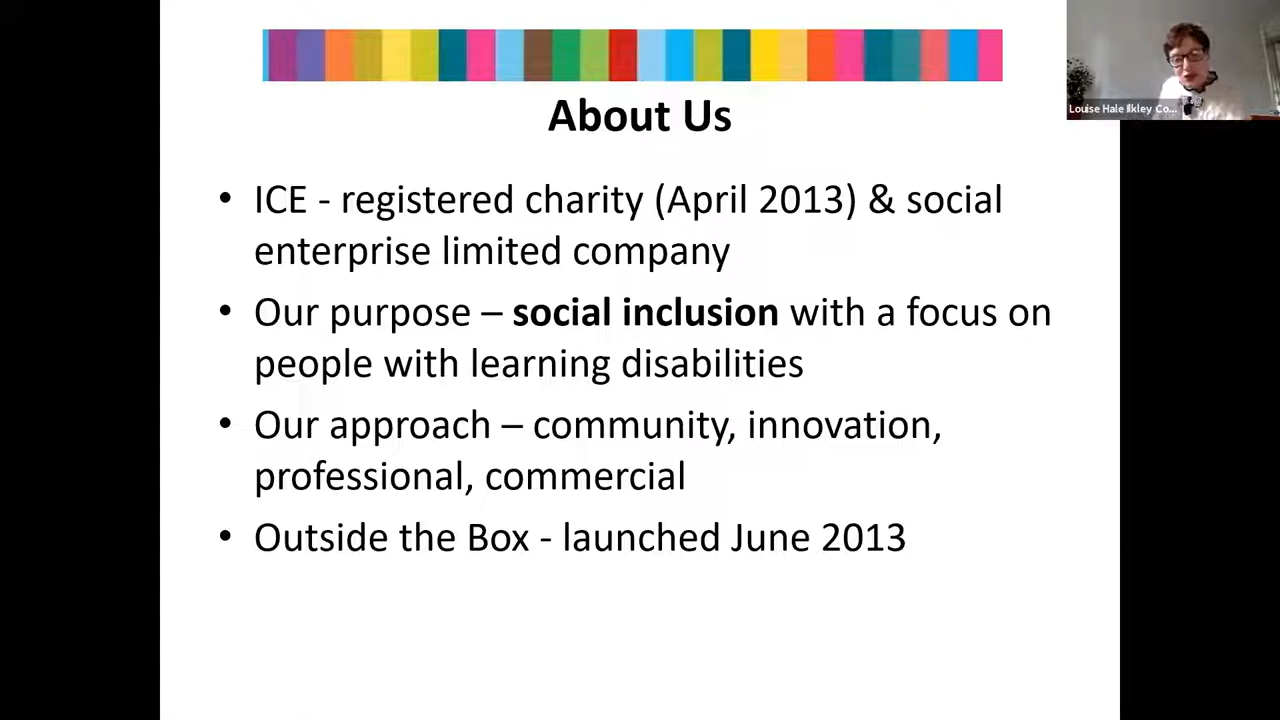 Louise Hale Ilkley Co...
About Us
• ICE - registered charity (April 2013) & social
enterprise limited company
• Our purpose – social inclusion with a focus on
people with learning disabilities
• Our approach – community, innovation,
professional, commercial
• Outside the Box - launched June 2013